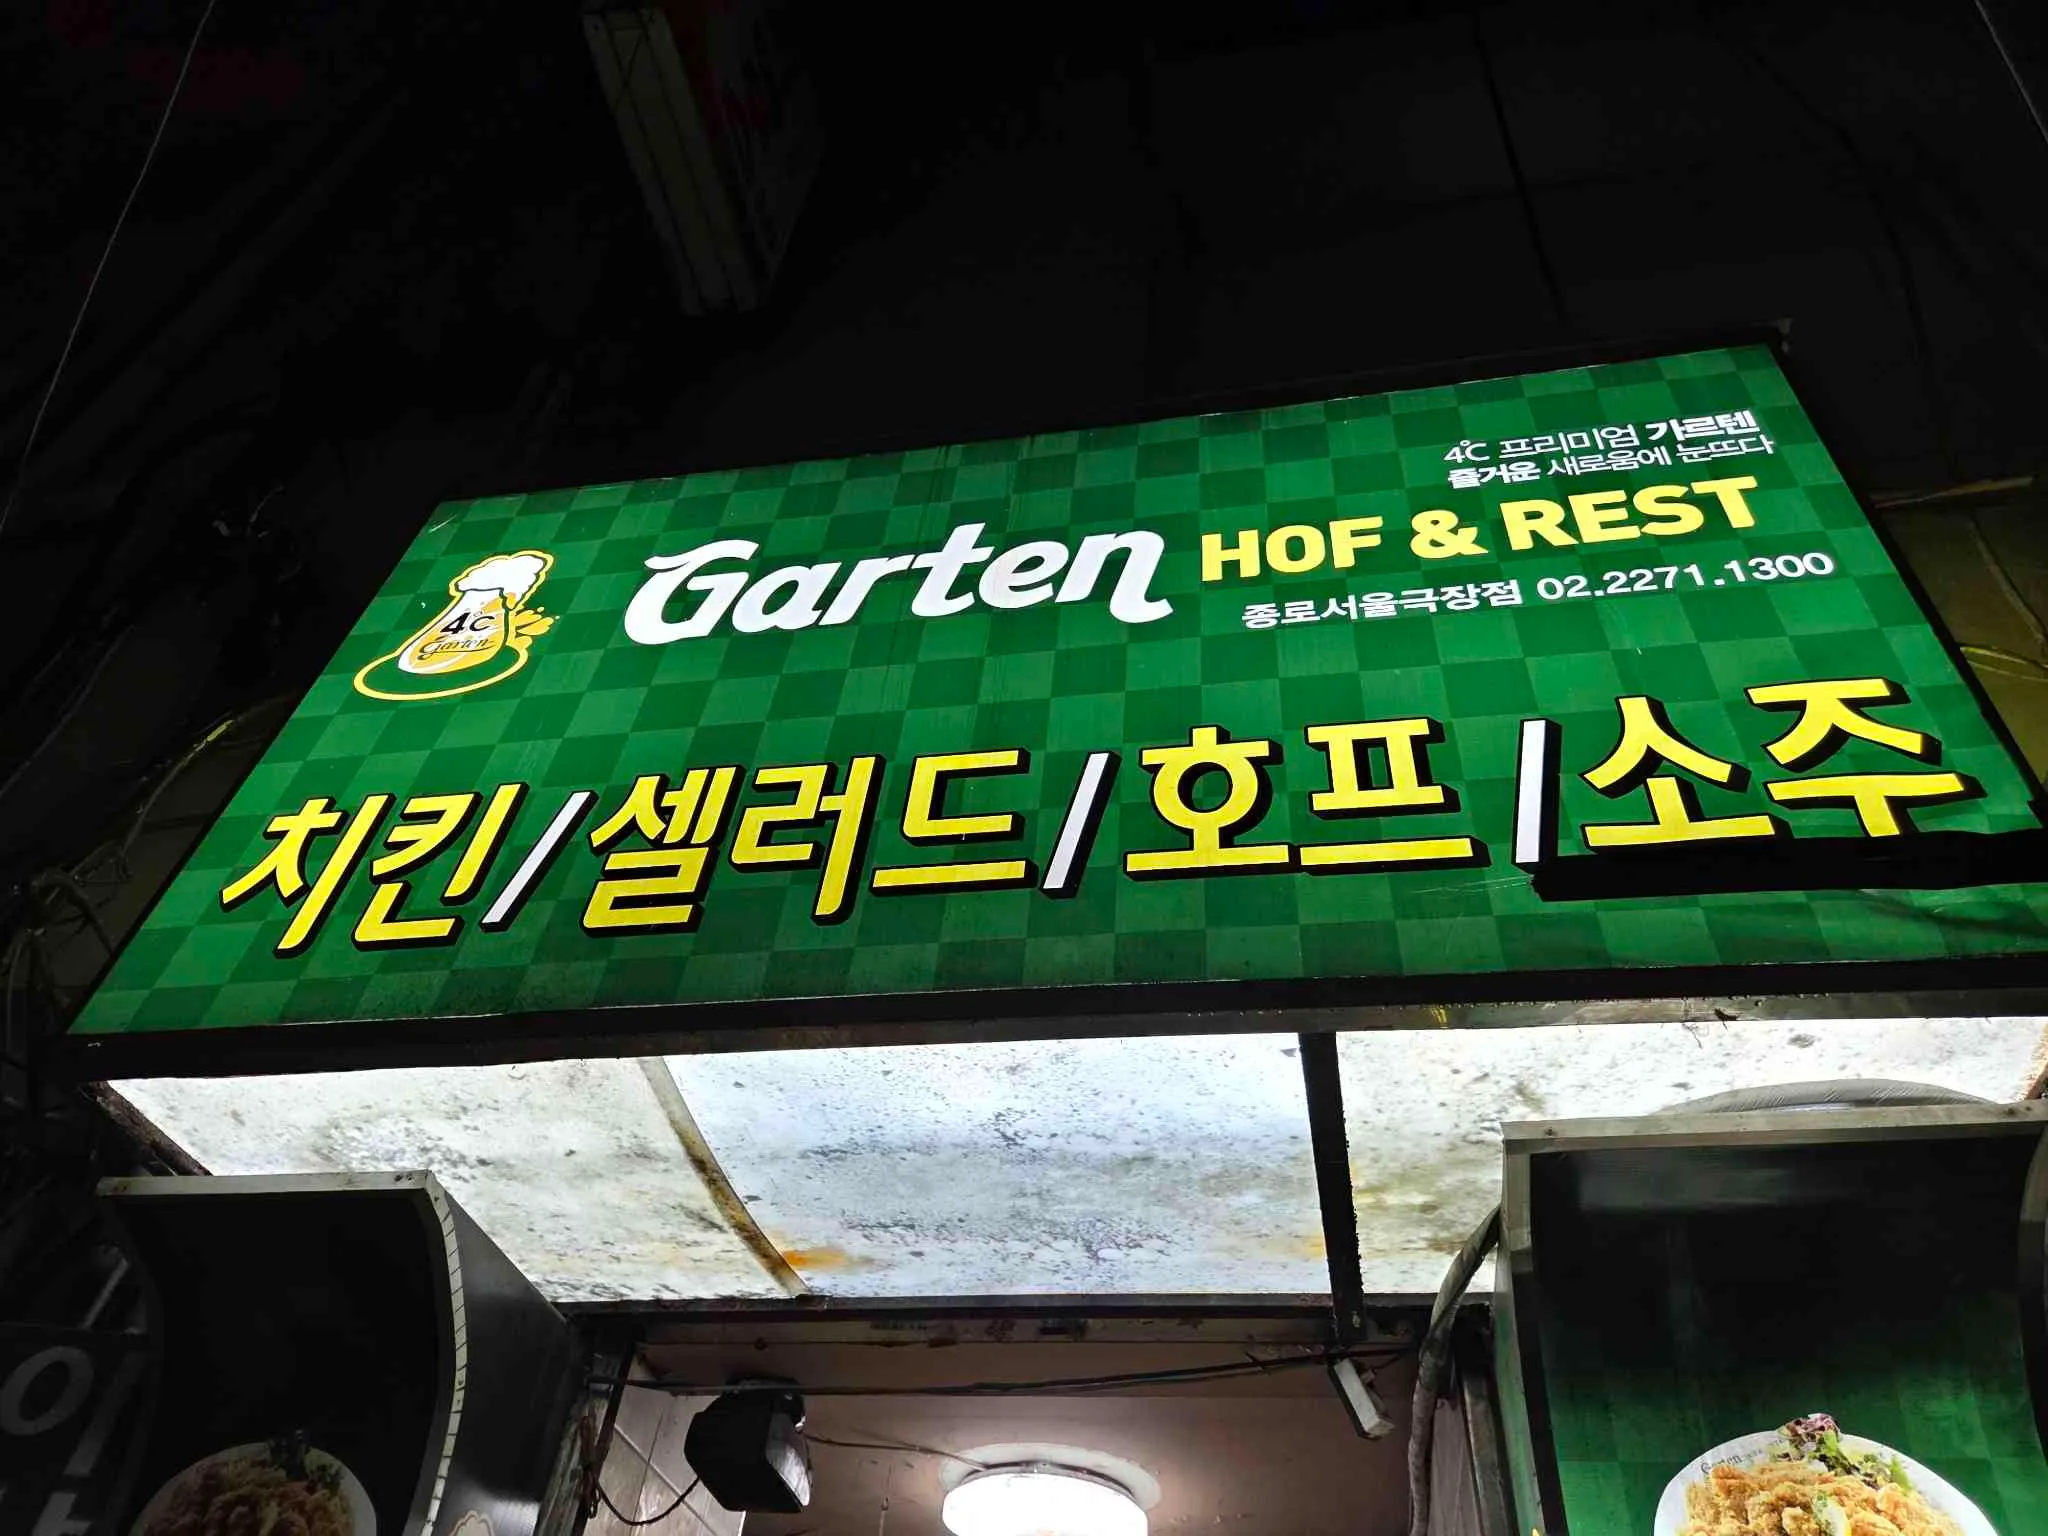 4℃ 프리미엄 가르텐
즐거운 새로움에 눈뜨다
4℃
Garten
Garten HOF & REST
종로서울극장점 02.2271.1300
치킨/셀러드/호프/소주
Garten